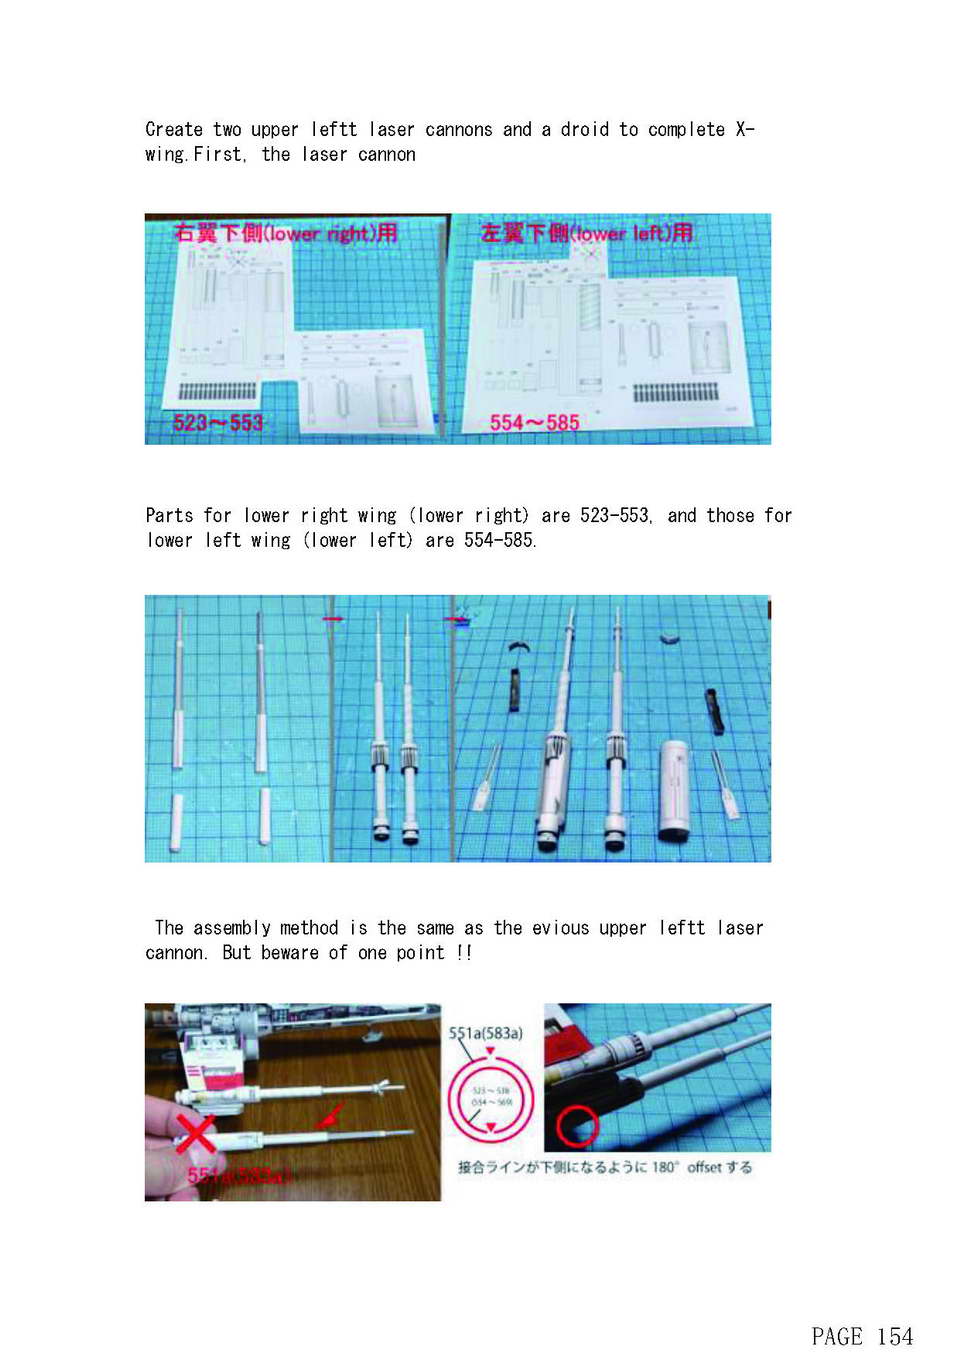 Create two upper leftt laser cannons and a droid to complete X-
wing.First, the laser cannon
右翼下側(lower right)用
左翼下側(lower left)用
523～553
554～585
Parts for lower right wing (lower right) are 523-553, and those for
lower left wing (lower left) are 554-585.
The assembly method is the same as the evious upper leftt laser
cannon. But beware of one point !!
551a(583a)
551a(583a)
523～538
(554～569)
接合ラインが下側になるように 180° offset する
PAGE 154